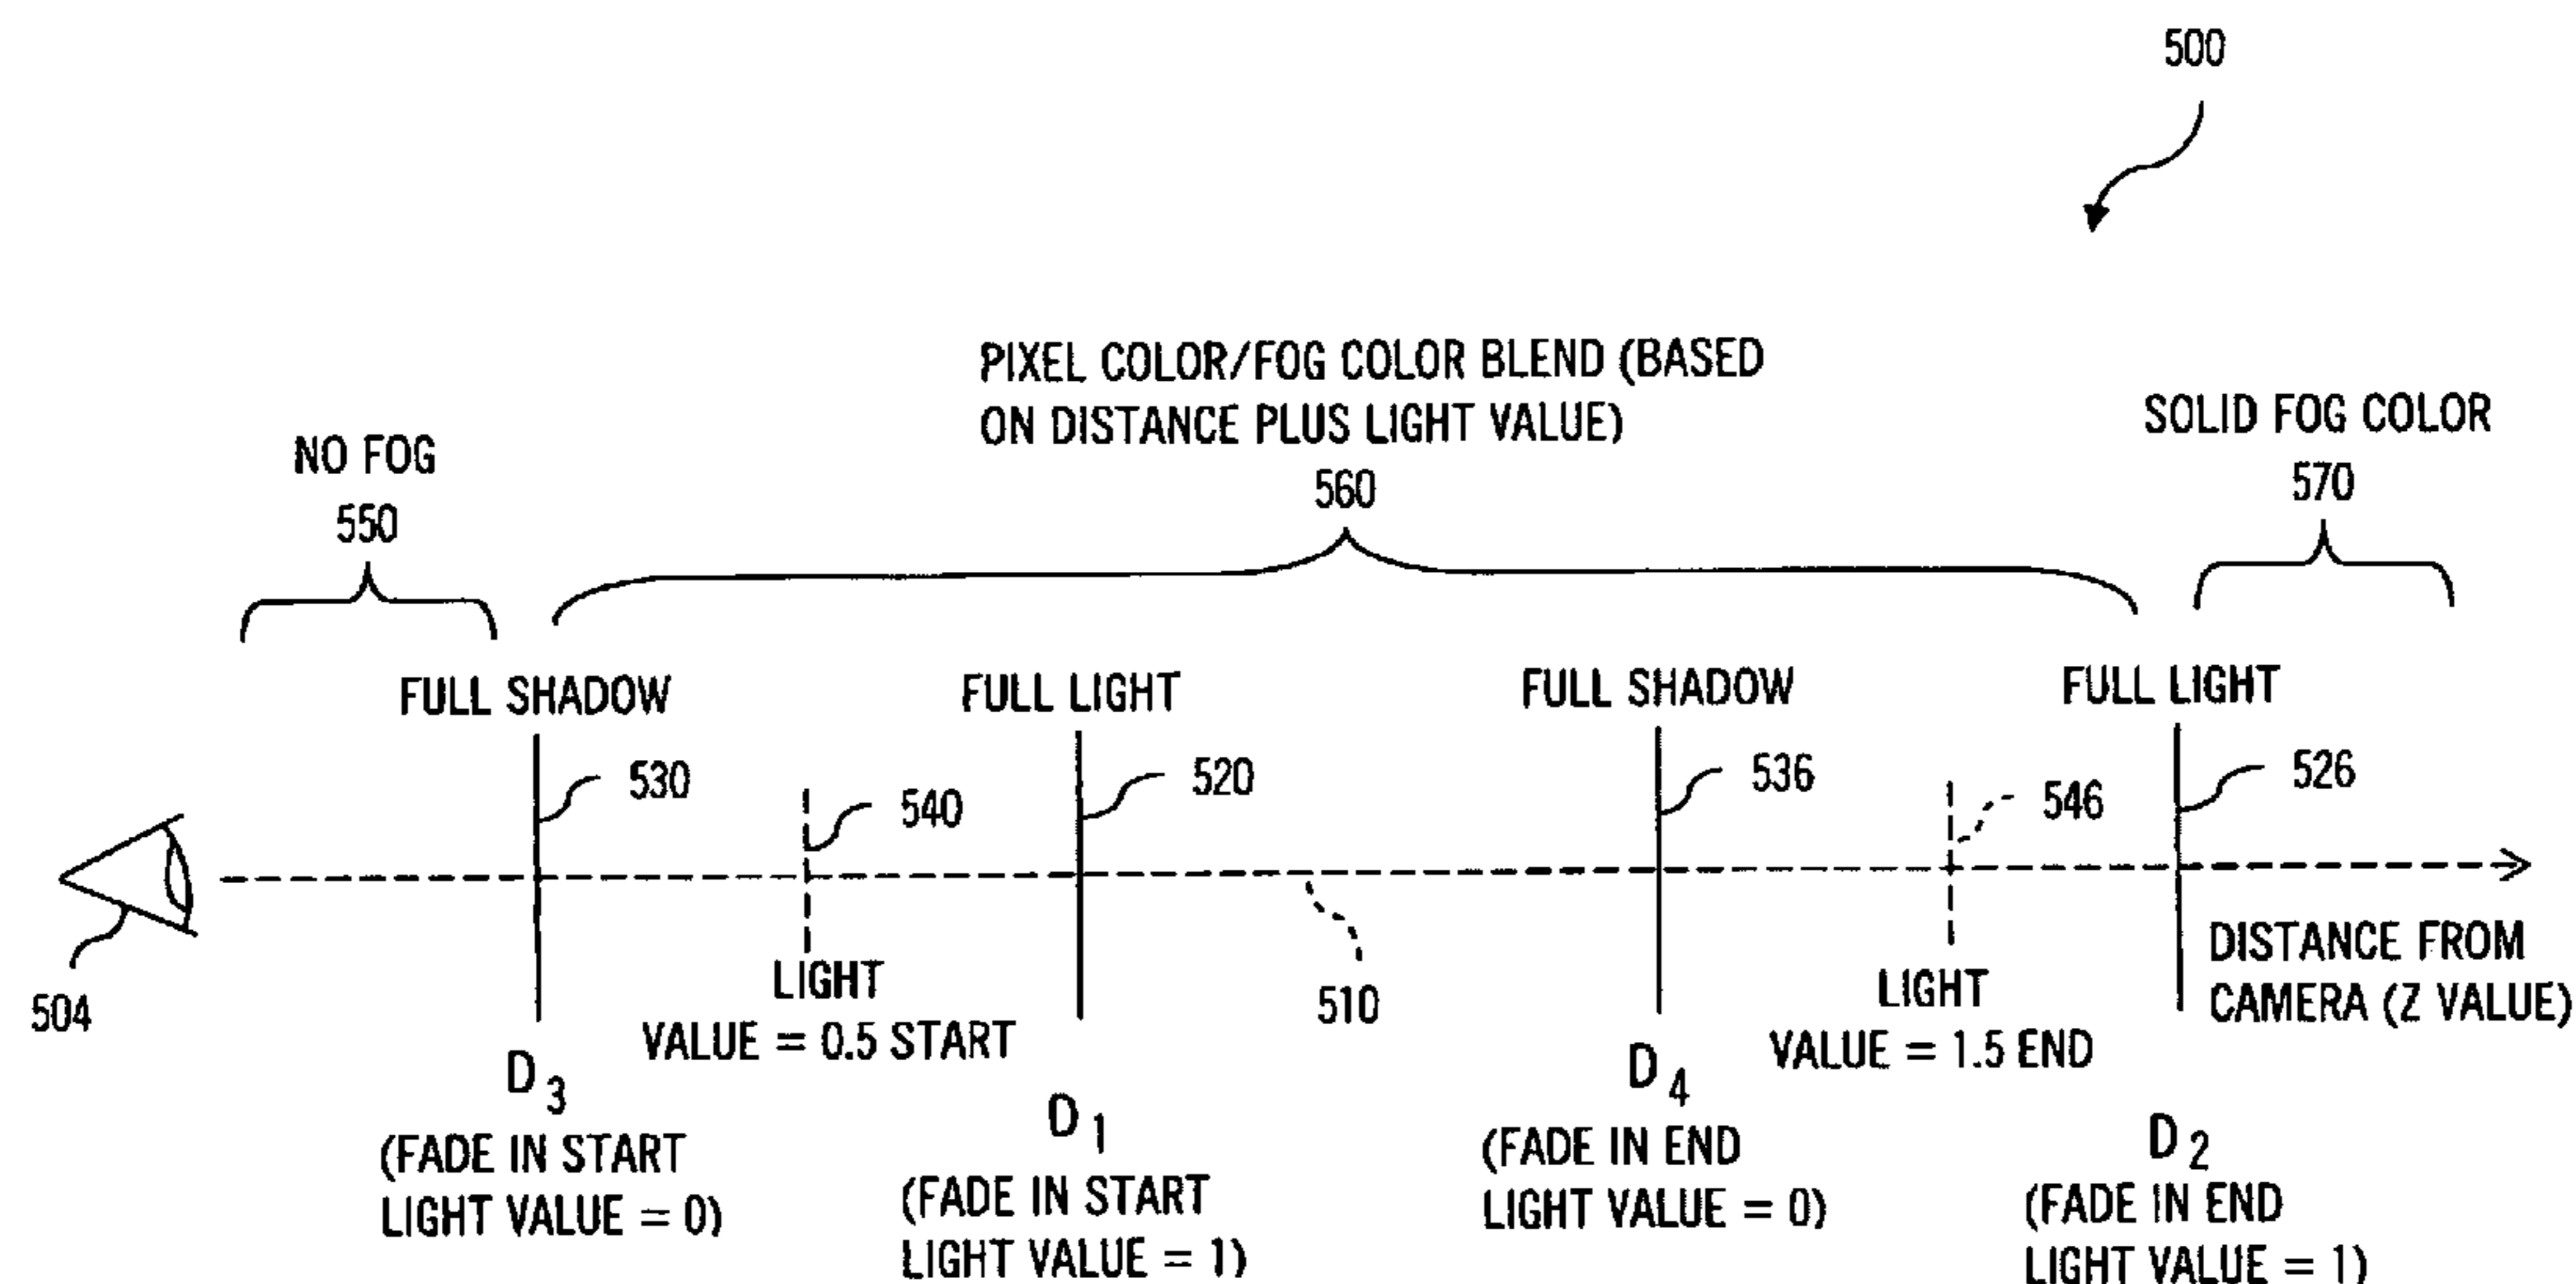 500
PIXEL COLOR/FOG COLOR BLEND (BASED
ON DISTANCE PLUS LIGHT VALUE)
560
NO FOG
550
SOLID FOG COLOR
570
FULL SHADOW
FULL LIGHT
FULL SHADOW
FULL LIGHT
530
540
520
536
546
526
504
510
LIGHT
VALUE = 0.5 START
LIGHT
VALUE = 1.5 END
DISTANCE FROM
CAMERA (Z VALUE)
D3
(FADE IN START
LIGHT VALUE = 0)
D1
(FADE IN START
LIGHT VALUE = 1)
D4
(FADE IN END
LIGHT VALUE = 0)
D2
(FADE IN END
LIGHT VALUE = 1)